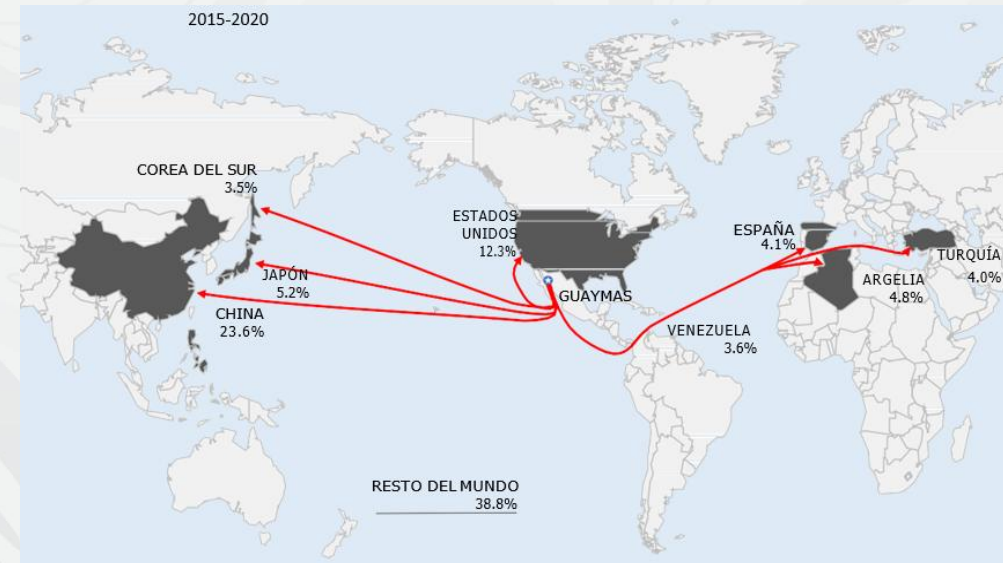 2015-2020
COREA DEL SUR
3.5%
ESTADOS
UNIDOS
12.3%
ESPAÑA
4.1%
TURQUÍA
4.0%
JAPÓN
5.2%
ARGELIA
4.8%
GUAYMAS
CHINA
23.6%
VENEZUELA
3.6%
RESTO DEL MUNDO
38.8%